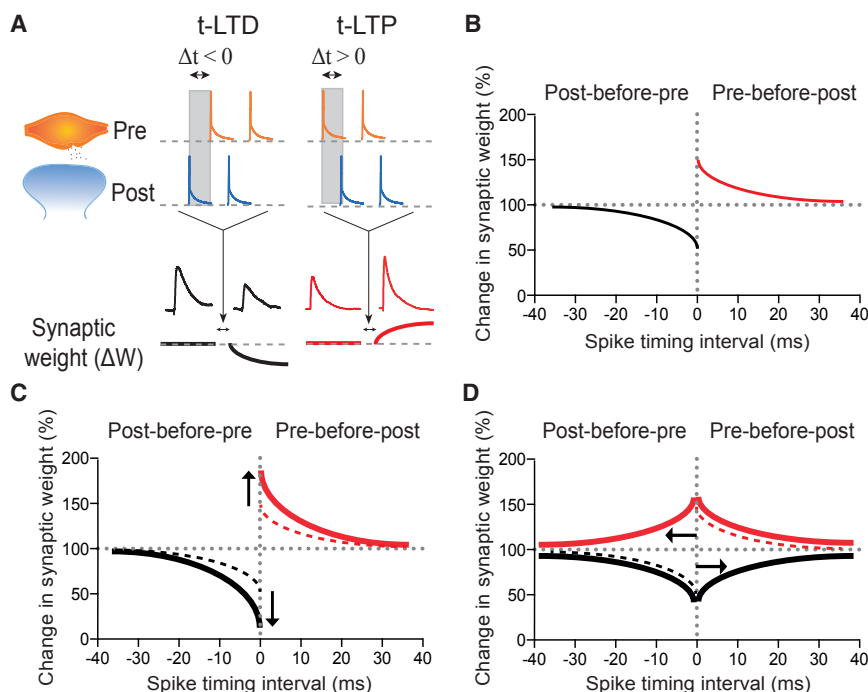 A
t-LTD
t-LTP
Δt < 0
Δt > 0
Pre
Post
Synaptic
weight (ΔW)
B
Post-before-pre
Pre-before-post
Change in synaptic weight (%)
200
150
100
50
0
-40
-30
-20
-10
0
10
20
30
40
Spike timing interval (ms)
C
Post-before-pre
Pre-before-post
Change in synaptic weight (%)
200
150
100
50
0
-40
-30
-20
-10
0
10
20
30
40
Spike timing interval (ms)
D
Post-before-pre
Pre-before-post
Change in synaptic weight (%)
200
150
100
50
0
-40
-30
-20
-10
0
10
20
30
40
Spike timing interval (ms)